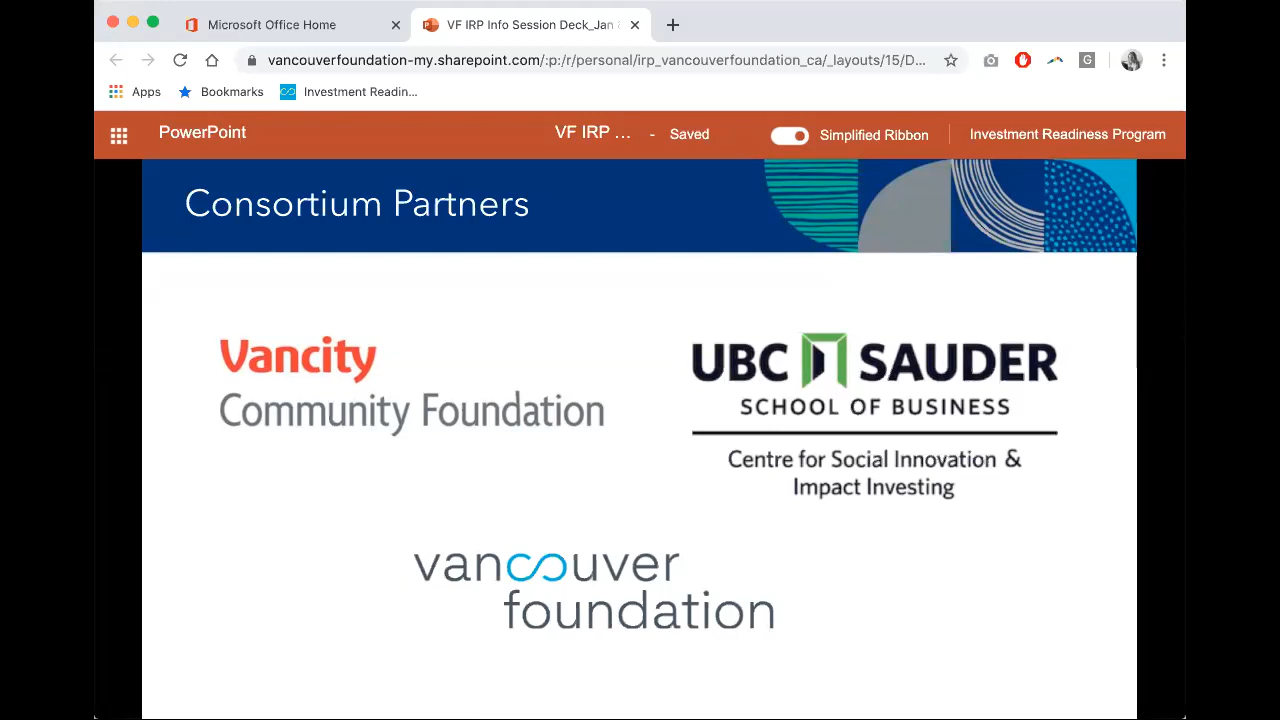 Microsoft Office Home
VF IRP Info Session Deck_Jan
vancouverfoundation-my.sharepoint.com/:p:/r/personal/irp_vancouverfoundation_ca/_layouts/15/D...
G
Apps
Bookmarks
Investment Readin...
PowerPoint
VF IRP ...
- Saved
Simplified Ribbon
Investment Readiness Program
Consortium Partners
Vancity
Community Foundation
UBC SAUDER
SCHOOL OF BUSINESS
Centre for Social Innovation &
Impact Investing
vancouver
foundation